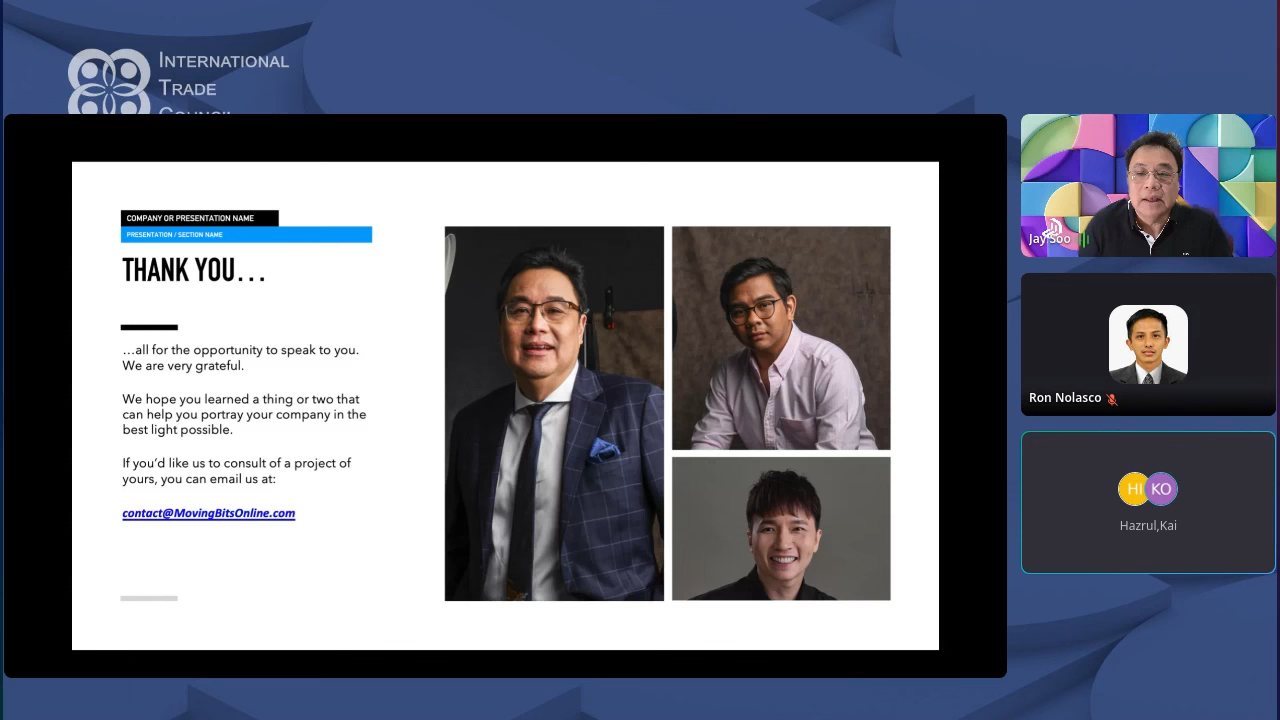 INTERNATIONAL
TRADE
COUNCIL
COMPANY OR PRESENTATION NAME
PRESENTATION / SECTION NAME
THANK YOU...
...all for the opportunity to speak to you.
We are very grateful.
We hope you learned a thing or two that
can help you portray your company in the
best light possible.
If you'd like us to consult of a project of
yours, you can email us at:
contact@MovingBitsOnline.com
Jay Soo
Ron Nolasco
HI KO
Hazrul,Kai